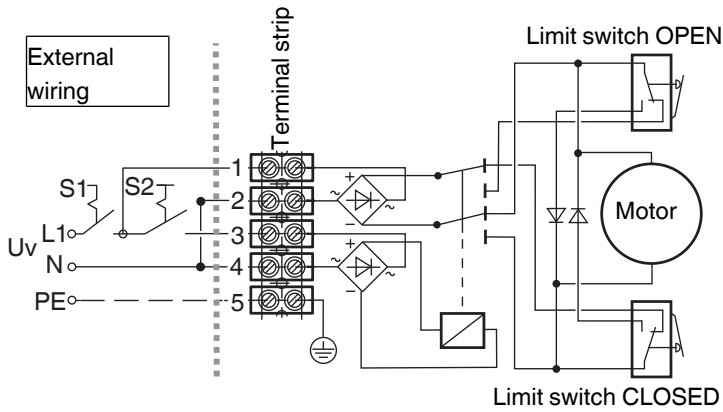 External
wiring
Terminal strip
Limit switch OPEN
S1
S2
1
2
3
4
5
Uv
L1
N
PE
+
~
~
−
+
~
~
−
Motor
Limit switch CLOSED